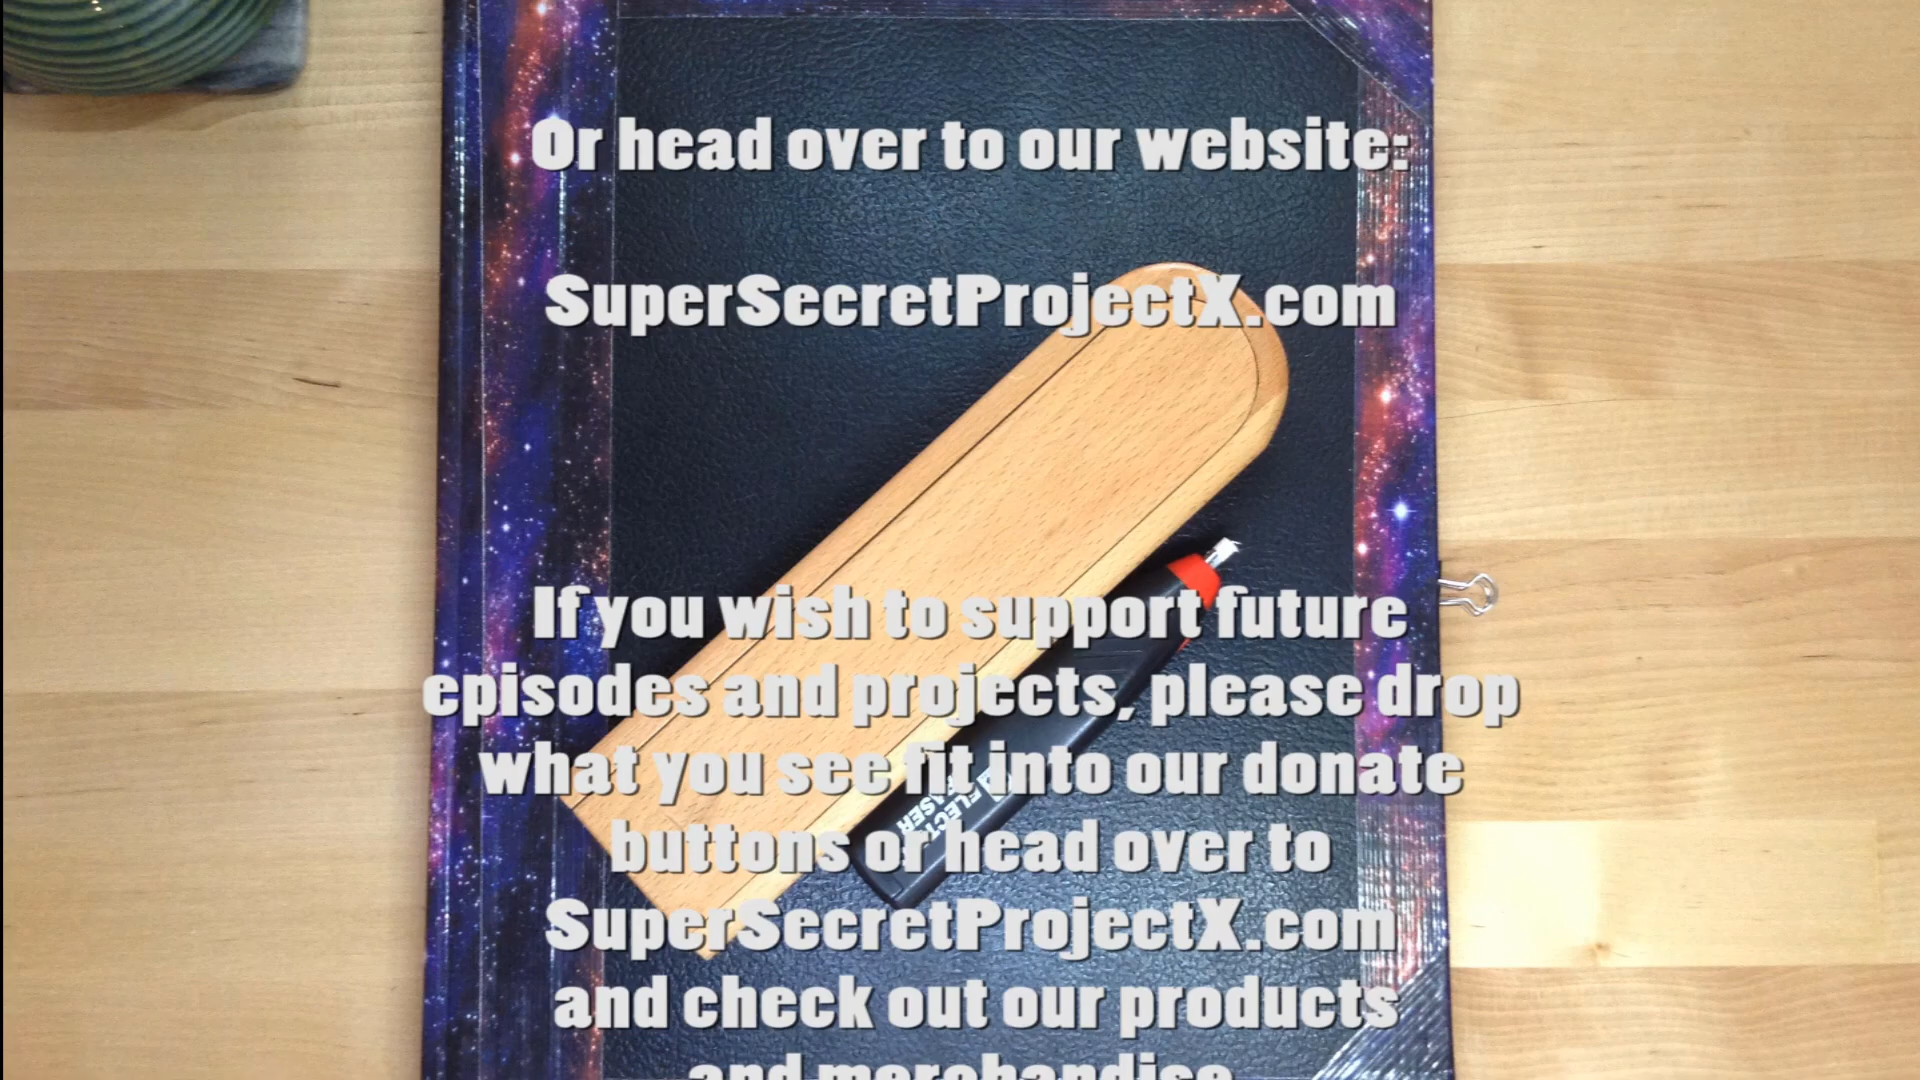 Or head over to our website:
SuperSecretProjectX.com
If you wish to support future
episodes and projects, please drop
what you see fit into our donate
buttons or head over to
SuperSecretProjectX.com
and check out our products
and merchandise